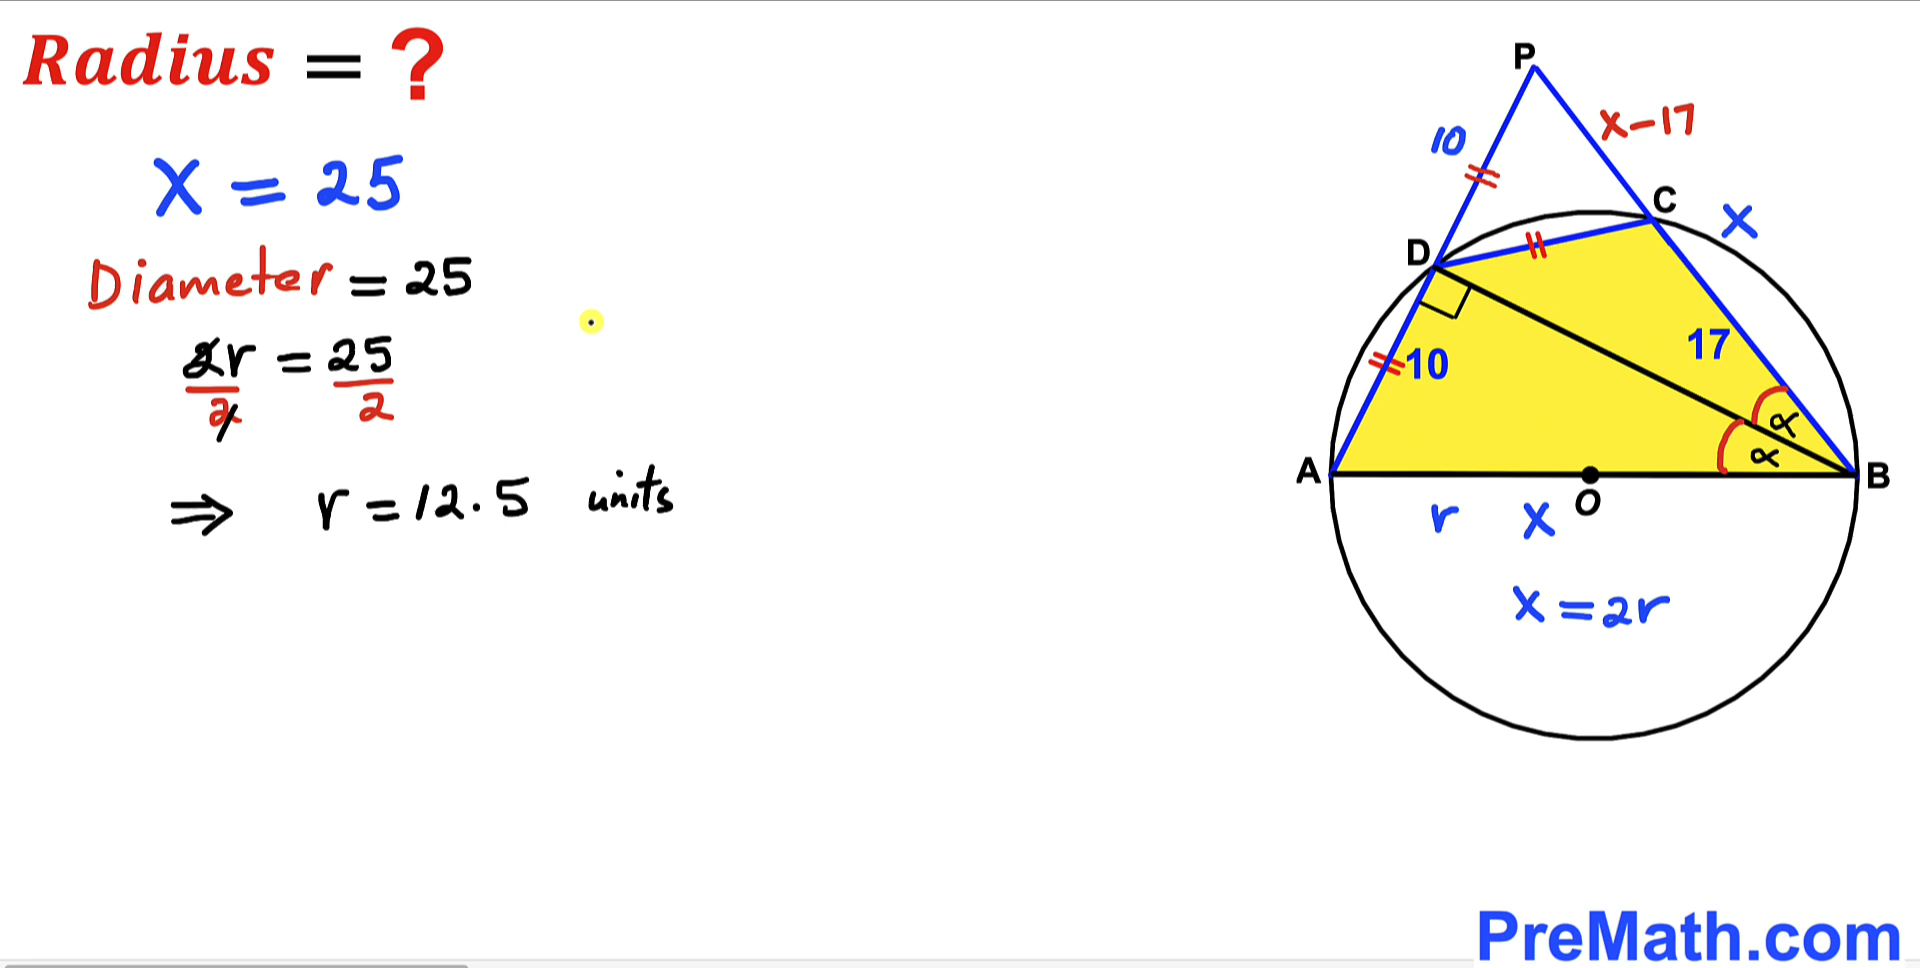 Radius = ?
X = 25
Diameter = 25
2r = 25
2 2
⇒ r = 12.5 units
P
10
x-17
C
x
D
17
10
α
α
A
B
O
r
x
x = 2r
PreMath.com